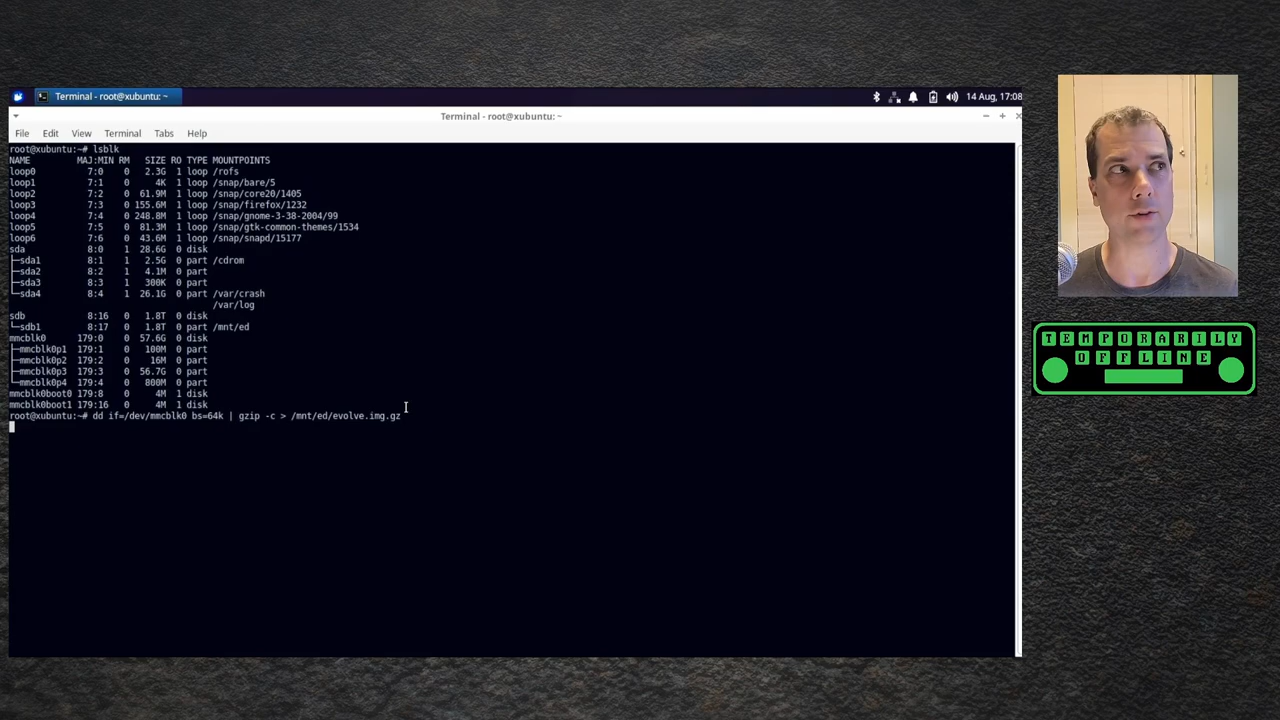 Terminal - root@xubuntu: ~
14 Aug, 17:08
Terminal - root@xubuntu: ~
File Edit View Terminal Tabs Help
root@xubuntu:~# lsblk
NAME MAJ:MIN RM SIZE RO TYPE MOUNTPOINTS
loop0 7:0 0 2.3G 1 loop /rofs
loop1 7:1 0 4K 1 loop /snap/bare/5
loop2 7:2 0 61.9M 1 loop /snap/core20/1405
loop3 7:3 0 155.6M 1 loop /snap/firefox/1232
loop4 7:4 0 248.8M 1 loop /snap/gnome-3-38-2004/99
loop5 7:5 0 81.3M 1 loop /snap/gtk-common-themes/1534
loop6 7:6 0 43.6M 1 loop /snap/snapd/15177
sda 8:0 1 28.6G 0 disk
├─sda1 8:1 1 2.5G 0 part /cdrom
├─sda2 8:2 1 4.1M 0 part
├─sda3 8:3 1 300K 0 part
└─sda4 8:4 1 26.1G 0 part /var/crash
/var/log
sdb 8:16 0 1.8T 0 disk
└─sdb1 8:17 0 1.8T 0 part /mnt/ed
mmcblk0 179:0 0 57.6G 0 disk
├─mmcblk0p1 179:1 0 100M 0 part
├─mmcblk0p2 179:2 0 16M 0 part
├─mmcblk0p3 179:3 0 56.7G 0 part
└─mmcblk0p4 179:4 0 800M 0 part
mmcblk0boot0 179:8 0 4M 1 disk
mmcblk0boot1 179:16 0 4M 1 disk
root@xubuntu:~# dd if=/dev/mmcblk0 bs=64k | gzip -c > /mnt/ed/evolve.img.gz
TEMPORARILY
OFFLINE